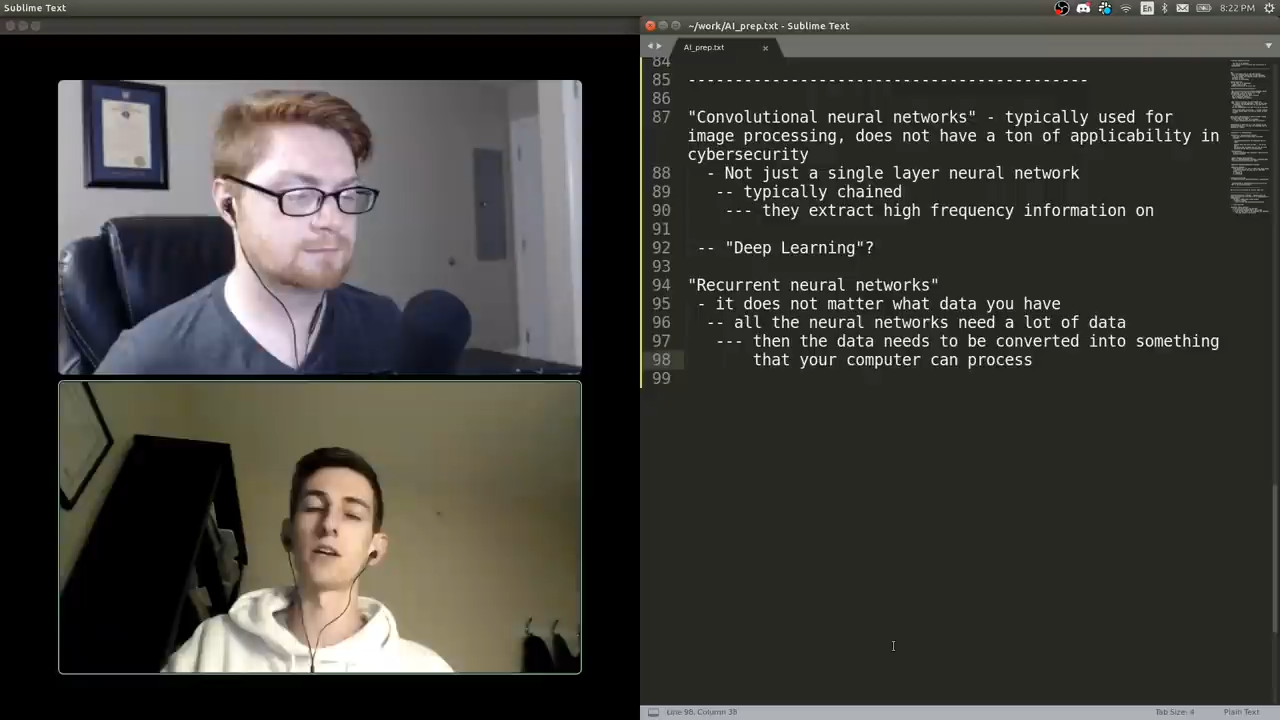 Sublime Text
En
8:22 PM
~/work/AI_prep.txt - Sublime Text
AI_prep.txt
84
85 -------------------------------------------
86
87 "Convolutional neural networks" - typically used for
image processing, does not have a ton of applicability in
cybersecurity
88 - Not just a single layer neural network
89 -- typically chained
90 --- they extract high frequency information on
91
92 -- "Deep Learning"?
93
94 "Recurrent neural networks"
95 - it does not matter what data you have
96 -- all the neural networks need a lot of data
97 --- then the data needs to be converted into something
98 that your computer can process
99
Line 98, Column 38
Tab Size: 4
Plain Text